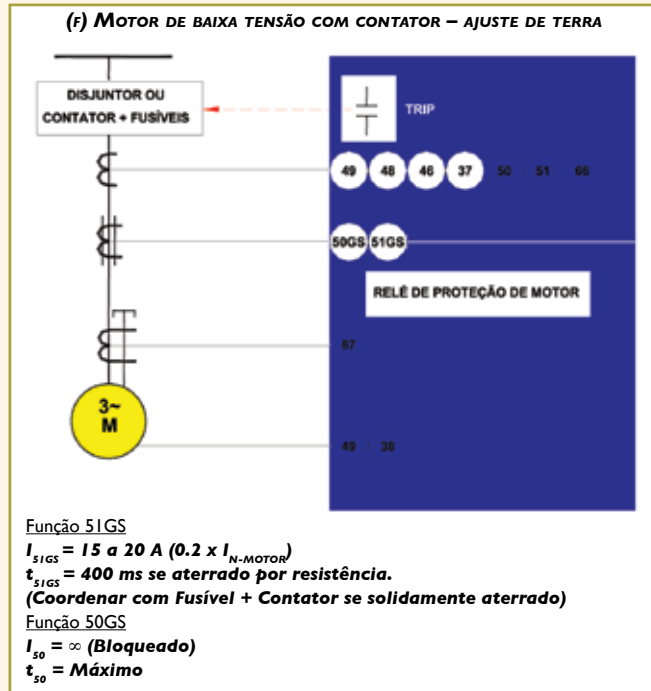 (F) MOTOR DE BAIXA TENSÃO COM CONTATOR – AJUSTE DE TERRA
DISJUNTOR OU
CONTATOR + FUSÍVEIS
TRIP
49 48 46 37 50 51 66
50GS 51GS
RELÉ DE PROTEÇÃO DE MOTOR
87
3~
M
49 38
Função 51GS
I51GS = 15 a 20 A (0.2 x IN-MOTOR)
t51GS = 400 ms se aterrado por resistência.
(Coordenar com Fusível + Contator se solidamente aterrado)
Função 50GS
I50 = ∞ (Bloqueado)
t50 = Máximo